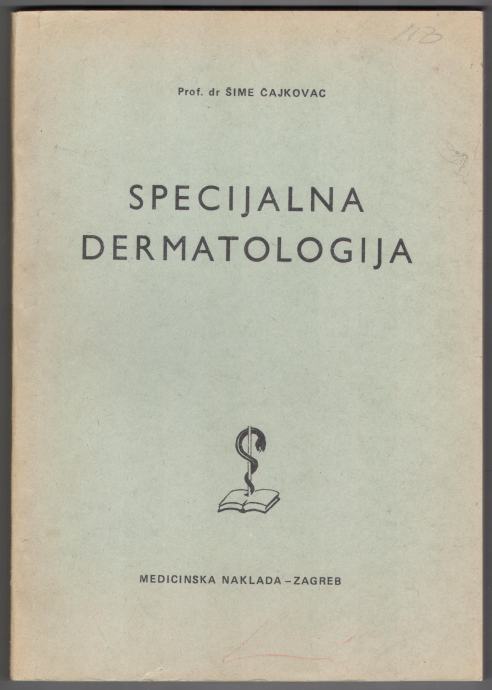 Prof. dr ŠIME ČAJKOVAC
SPECIJALNA
DERMATOLOGIJA
MEDICINSKA NAKLADA – ZAGREB